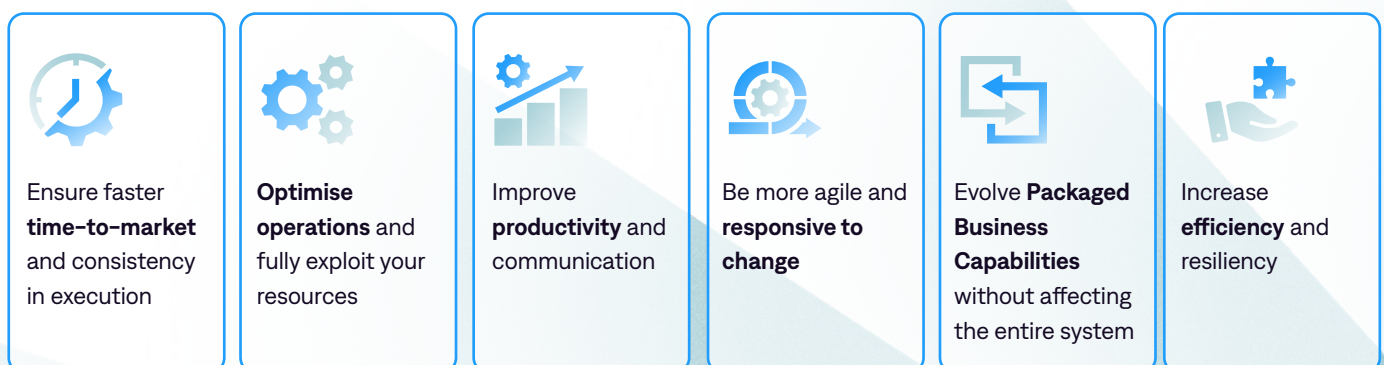 Ensure faster
time-to-market
and consistency
in execution
Optimise
operations and
fully exploit your
resources
Improve
productivity and
communication
Be more agile and
responsive to
change
Evolve Packaged
Business
Capabilities
without affecting
the entire system
Increase
efficiency and
resiliency